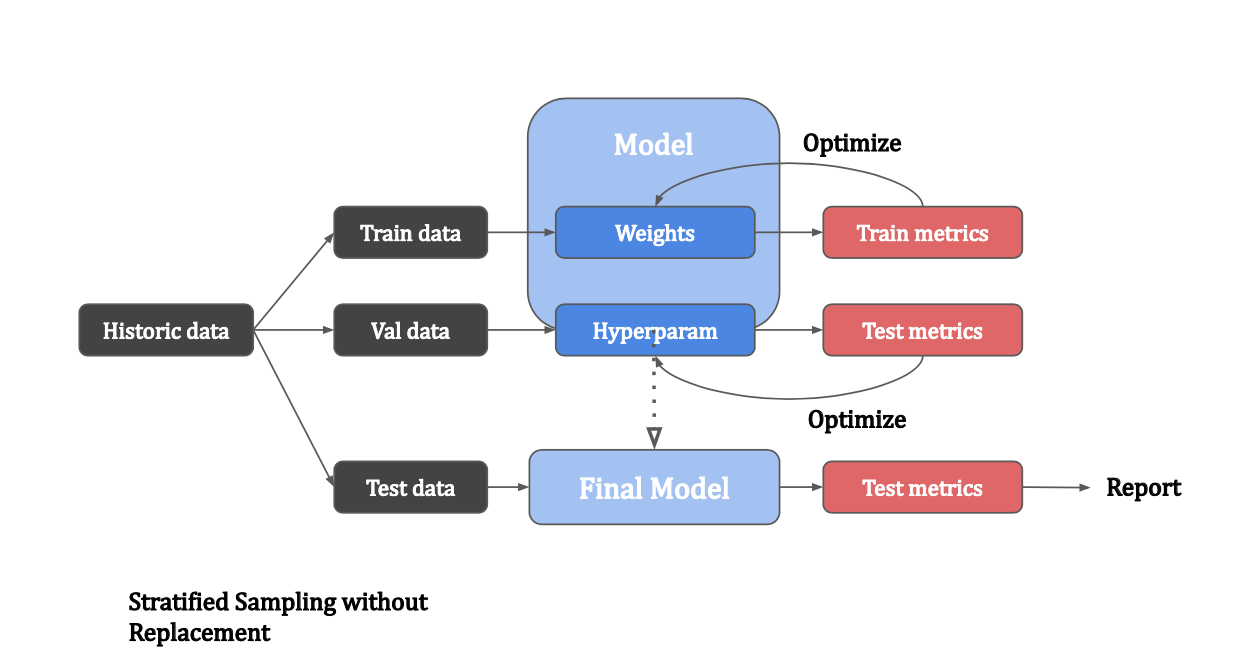 Model
Optimize
Train data
Weights
Train metrics
Historic data
Val data
Hyperparam
Test metrics
Optimize
Test data
Final Model
Test metrics
Report
Stratified Sampling without
Replacement